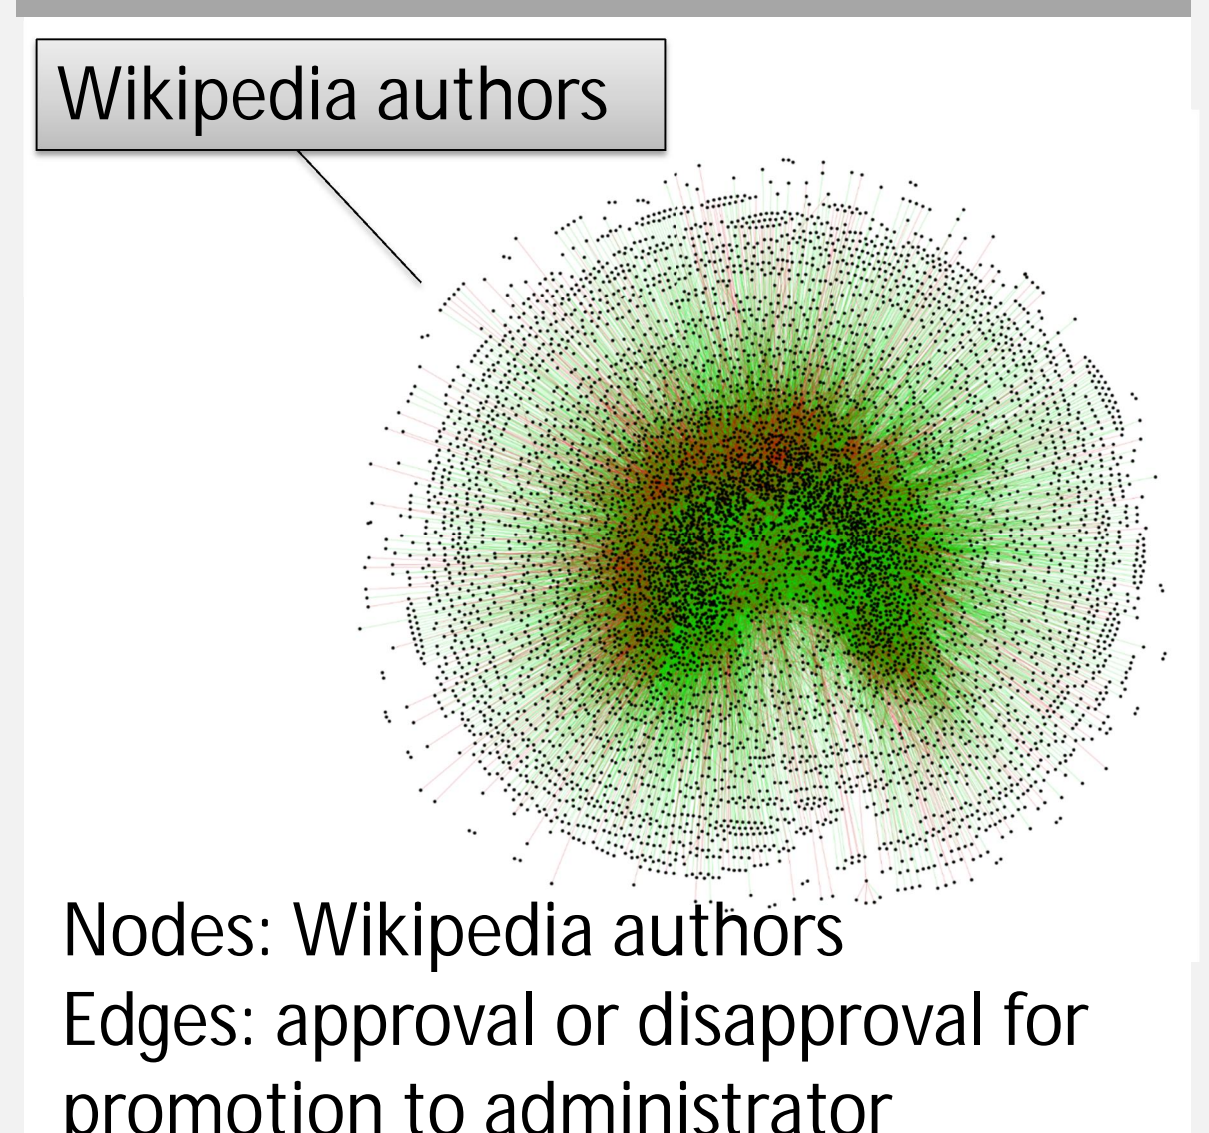 Wikipedia authors
Nodes: Wikipedia authors
Edges: approval or disapproval for
promotion to administrator